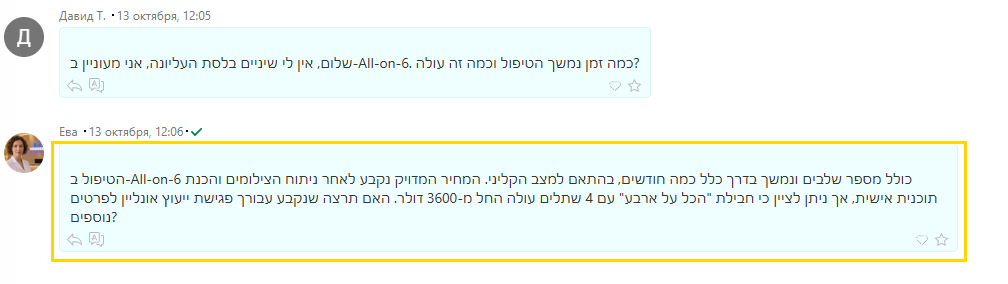 Давид Т. • 13 октября, 12:05
Д
שלום, אין לי שיניים בלסת העליונה, אני מעוניין ב-All-on-6. כמה זמן נמשך הטיפול וכמה זה עולה?
Ева • 13 октября, 12:06 •
הטיפול ב-All-on-6 כולל מספר שלבים ונמשך בדרך כלל כמה חודשים, בהתאם למצב הקליני. המחיר המדויק נקבע לאחר ניתוח הצילומים והכנת
תוכנית אישית, אך ניתן לציין כי חבילת "הכל על ארבע" עם 4 שתלים עולה החל מ-3600 דולר. האם תרצה שנקבע עבורך פגישת ייעוץ אונליין לפרטים
נוספים?